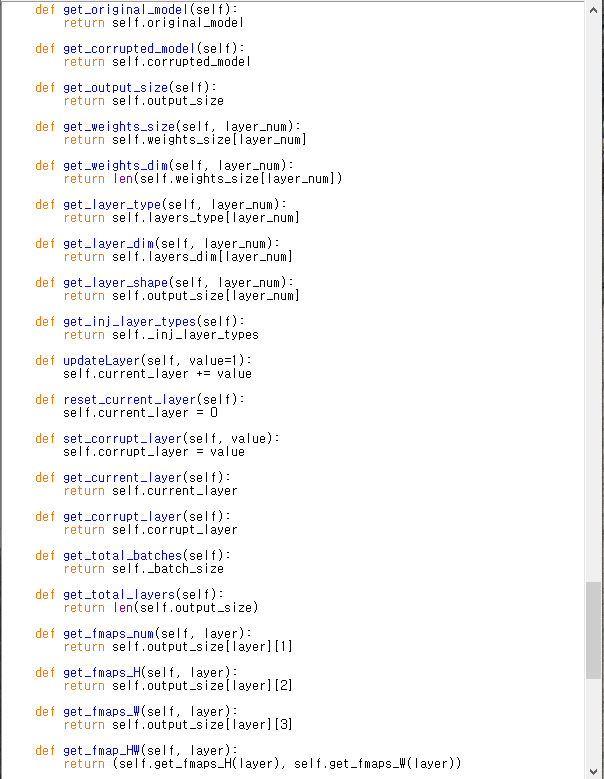 def get_original_model(self):
return self.original_model
def get_corrupted_model(self):
return self.corrupted_model
def get_output_size(self):
return self.output_size
def get_weights_size(self, layer_num):
return self.weights_size[layer_num]
def get_weights_dim(self, layer_num):
return len(self.weights_size[layer_num])
def get_layer_type(self, layer_num):
return self.layers_type[layer_num]
def get_layer_dim(self, layer_num):
return self.layers_dim[layer_num]
def get_layer_shape(self, layer_num):
return self.output_size[layer_num]
def get_inj_layer_types(self):
return self._inj_layer_types
def updateLayer(self, value=1):
self.current_layer += value
def reset_current_layer(self):
self.current_layer = 0
def set_corrupt_layer(self, value):
self.corrupt_layer = value
def get_current_layer(self):
return self.current_layer
def get_corrupt_layer(self):
return self.corrupt_layer
def get_total_batches(self):
return self._batch_size
def get_total_layers(self):
return len(self.output_size)
def get_fmaps_num(self, layer):
return self.output_size[layer][1]
def get_fmaps_H(self, layer):
return self.output_size[layer][2]
def get_fmaps_W(self, layer):
return self.output_size[layer][3]
def get_fmap_HW(self, layer):
return (self.get_fmaps_H(layer), self.get_fmaps_W(layer))